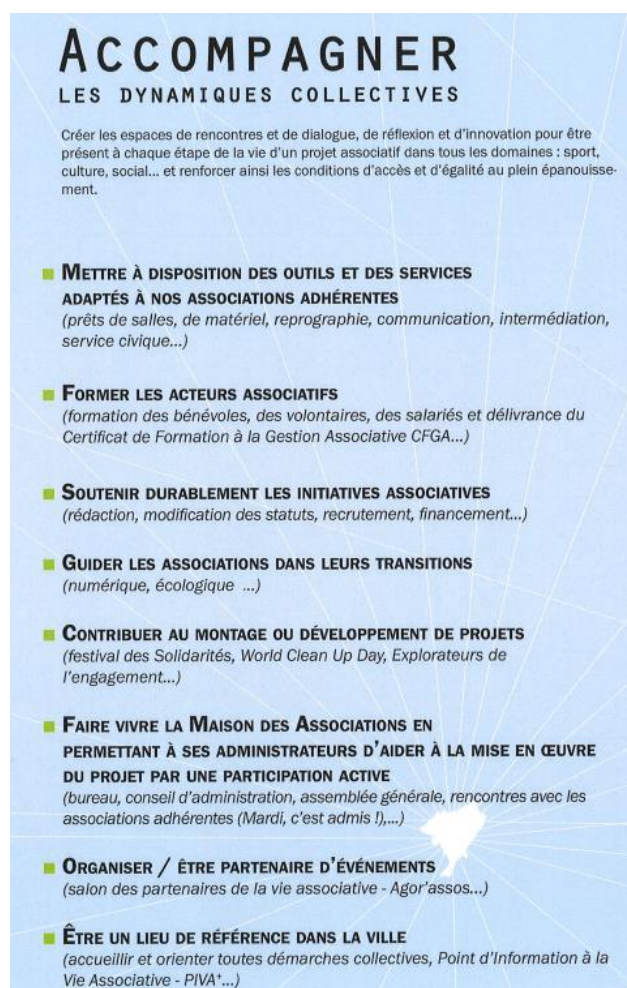 ACCOMPAGNER
LES DYNAMIQUES COLLECTIVES
Créer les espaces de rencontres et de dialogue, de réflexion et d'innovation pour être
présent à chaque étape de la vie d'un projet associatif dans tous les domaines : sport,
culture, social... et renforcer ainsi les conditions d'accès et d'égalité au plein épanouisse-
ment.
METTRE À DISPOSITION DES OUTILS ET DES SERVICES
ADAPTÉS À NOS ASSOCIATIONS ADHÉRENTES
(prêts de salles, de matériel, reprographie, communication, intermédiation,
service civique...)
FORMER LES ACTEURS ASSOCIATIFS
(formation des bénévoles, des volontaires, des salariés et délivrance du
Certificat de Formation à la Gestion Associative CFGA...)
SOUTENIR DURABLEMENT LES INITIATIVES ASSOCIATIVES
(rédaction, modification des statuts, recrutement, financement...)
GUIDER LES ASSOCIATIONS DANS LEURS TRANSITIONS
(numérique, écologique ...)
CONTRIBUER AU MONTAGE OU DÉVELOPPEMENT DE PROJETS
(festival des Solidarités, World Clean Up Day, Explorateurs de
l'engagement...)
FAIRE VIVRE LA MAISON DES ASSOCIATIONS EN
PERMETTANT À SES ADMINISTRATEURS D'AIDER À LA MISE EN ŒUVRE
DU PROJET PAR UNE PARTICIPATION ACTIVE
(bureau, conseil d'administration, assemblée générale, rencontres avec les
associations adhérentes (Mardi, c'est admis !),...)
ORGANISER / ÊTRE PARTENAIRE D'ÉVÉNEMENTS
(salon des partenaires de la vie associative - Agor'assos...)
ÊTRE UN LIEU DE RÉFÉRENCE DANS LA VILLE
(accueillir et orienter toutes démarches collectives, Point d'Information à la
Vie Associative - PIVA+...)